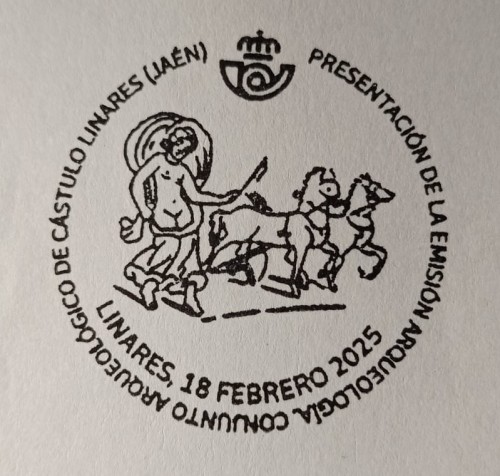 PRESENTACIÓN DE LA EMISIÓN ARQUEOLOGÍA. CONJUNTO ARQUEOLÓGICO DE CÁSTULO LINARES (JAÉN)
LINARES, 18 FEBRERO 2025